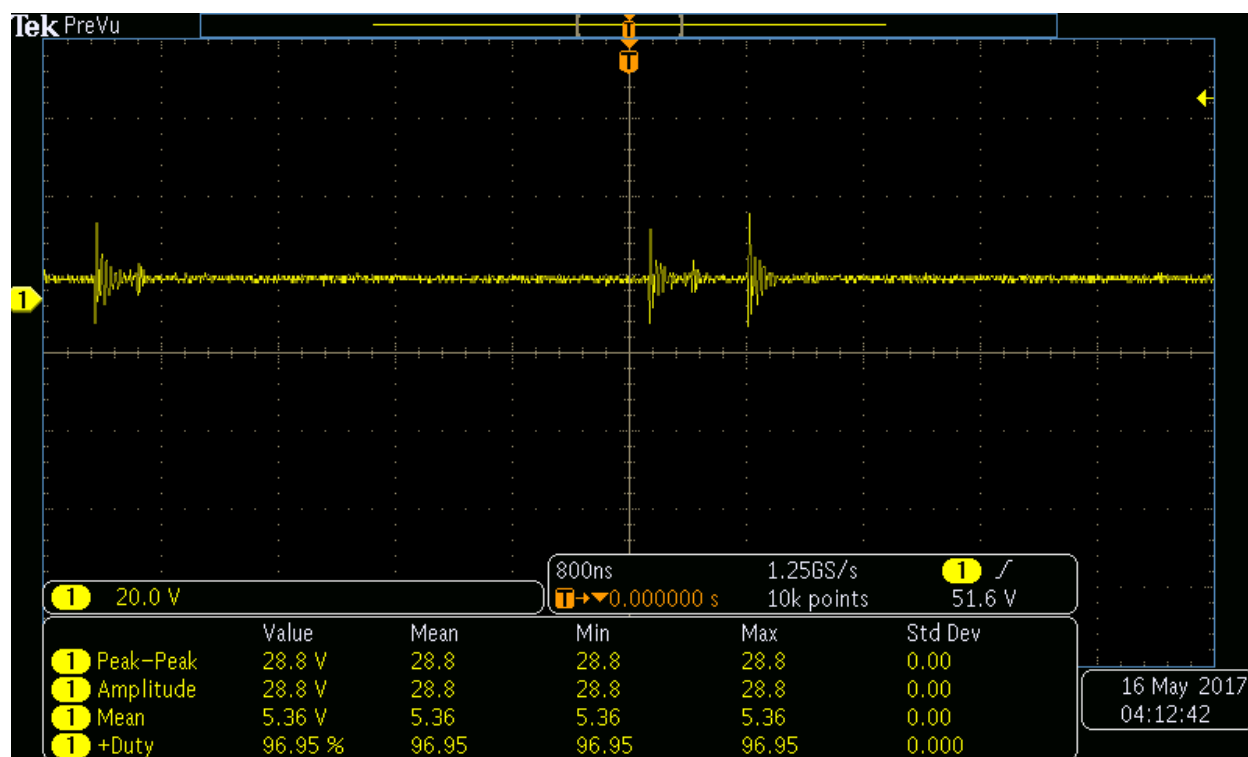 Tek PreVu
T
T
1
1 20.0 V
800ns 1.25GS/s 1 ∫
T→▼0.000000 s 10k points 51.6 V
Value Mean Min Max Std Dev
1 Peak-Peak 28.8 V 28.8 28.8 28.8 0.00
1 Amplitude 28.8 V 28.8 28.8 28.8 0.00
1 Mean 5.36 V 5.36 5.36 5.36 0.00
1 +Duty 96.95 % 96.95 96.95 96.95 0.000
16 May 2017
04:12:42